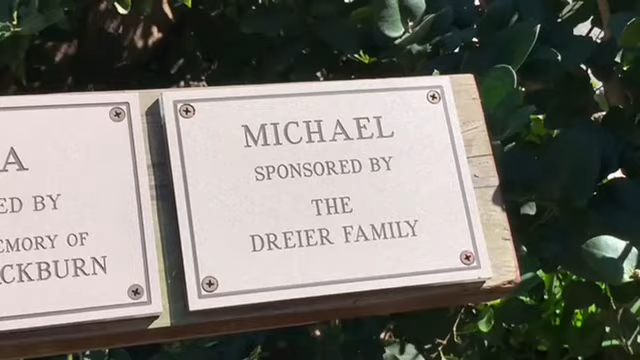 A
ED BY
EMORY OF
CKBURN
MICHAEL
SPONSORED BY
THE
DREIER FAMILY